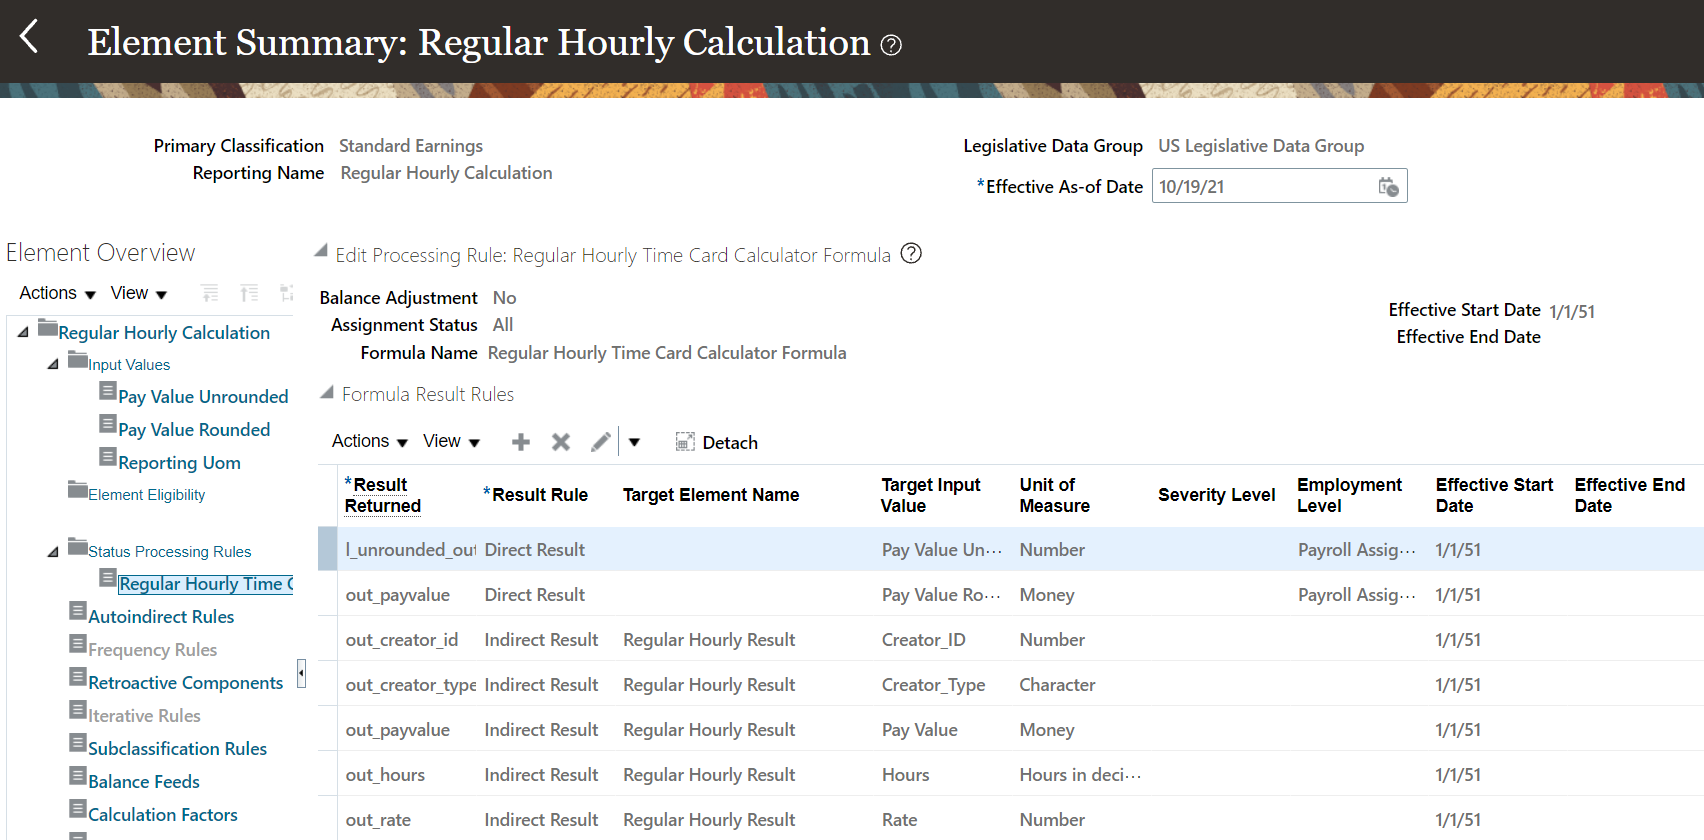 Element Summary: Regular Hourly Calculation ?
Primary Classification Standard Earnings
Reporting Name Regular Hourly Calculation
Legislative Data Group US Legislative Data Group
*Effective As-of Date 10/19/21
Element Overview
Actions View
Regular Hourly Calculation
Input Values
Pay Value Unrounded
Pay Value Rounded
Reporting Uom
Element Eligibility
Status Processing Rules
Regular Hourly Time C
Autoindirect Rules
Frequency Rules
Retroactive Components
Iterative Rules
Subclassification Rules
Balance Feeds
Calculation Factors
Edit Processing Rule: Regular Hourly Time Card Calculator Formula ?
Balance Adjustment No
Assignment Status All
Formula Name Regular Hourly Time Card Calculator Formula
Effective Start Date 1/1/51
Effective End Date
Formula Result Rules
Actions View Detach
*Result Returned *Result Rule Target Element Name Target Input Value Unit of Measure Severity Level Employment Level Effective Start Date Effective End Date
l_unrounded_out Direct Result Pay Value Un... Number Payroll Assig... 1/1/51
out_payvalue Direct Result Pay Value Ro... Money Payroll Assig... 1/1/51
out_creator_id Indirect Result Regular Hourly Result Creator_ID Number 1/1/51
out_creator_type Indirect Result Regular Hourly Result Creator_Type Character 1/1/51
out_payvalue Indirect Result Regular Hourly Result Pay Value Money 1/1/51
out_hours Indirect Result Regular Hourly Result Hours Hours in deci... 1/1/51
out_rate Indirect Result Regular Hourly Result Rate Number 1/1/51